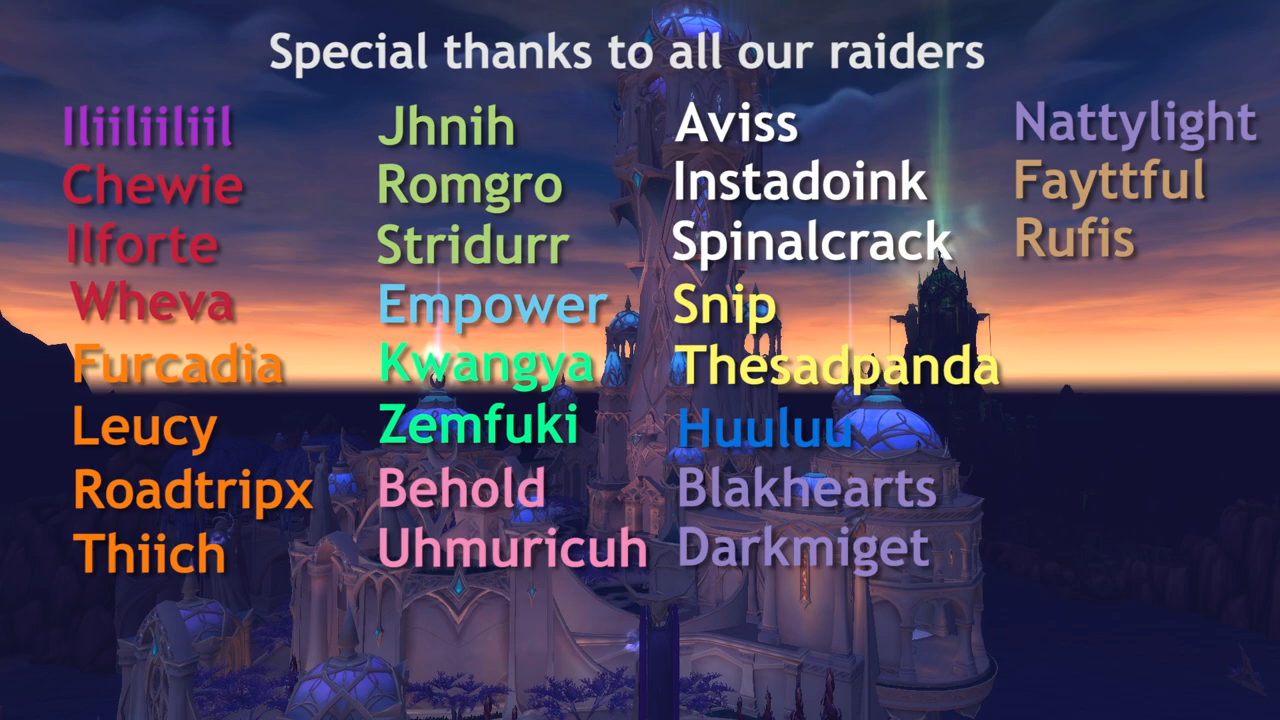 Special thanks to all our raiders
Iliiliiliil
Chewie
Ilforte
Wheva
Furcadia
Leucy
Roadtripx
Thiich
Jhnih
Romgro
Stridurr
Empower
Kwangya
Zemfuki
Behold
Uhmuricuh
Aviss
Instadoink
Spinalcrack
Snip
Thesadpanda
Huuluu
Blakhearts
Darkmiget
Nattylight
Fayttful
Rufis